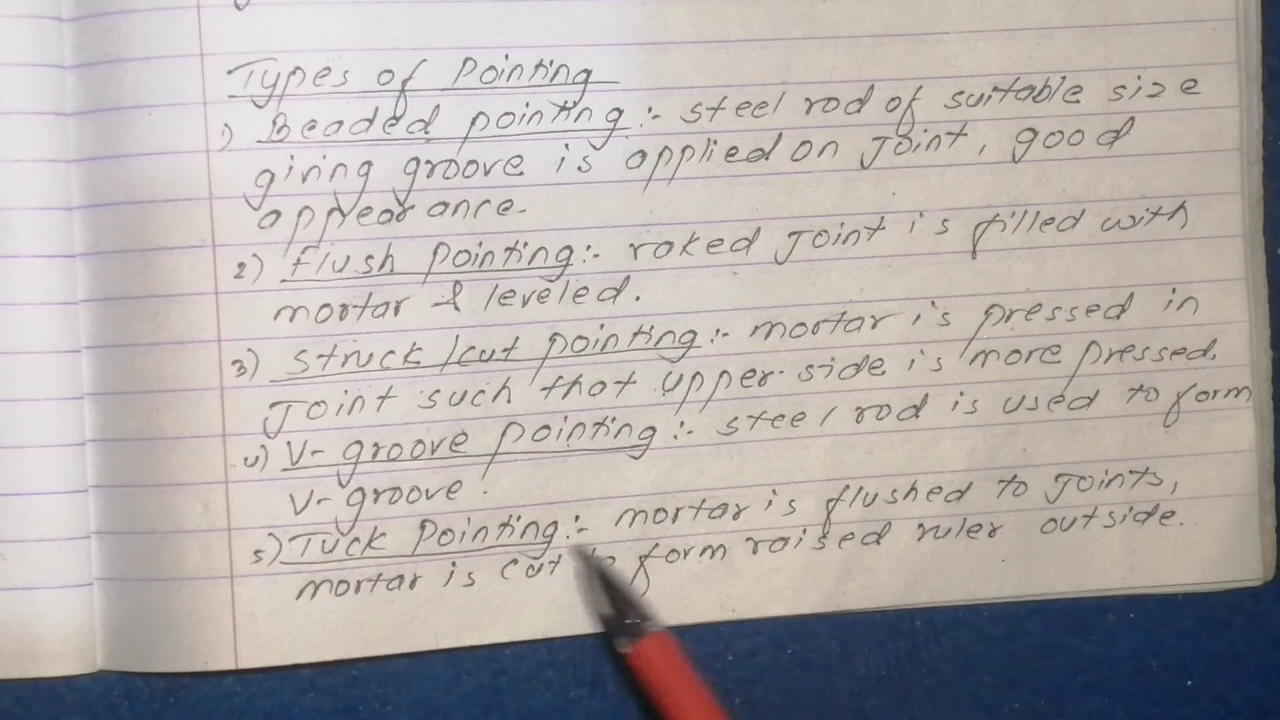 Types of Pointing
1) Beaded pointing :- steel rod of suitable size
giving groove is applied on Joint, good
appearance.
2) flush pointing :- raked Joint is filled with
mortar & leveled.
3) Struck/cut pointing :- mortar is pressed in
Joint such that upper side is more pressed.
4) V-groove pointing :- steel rod is used to form
V-groove.
5) Tuck Pointing :- mortar is flushed to Joints,
mortar is cut to form raised ruler outside.